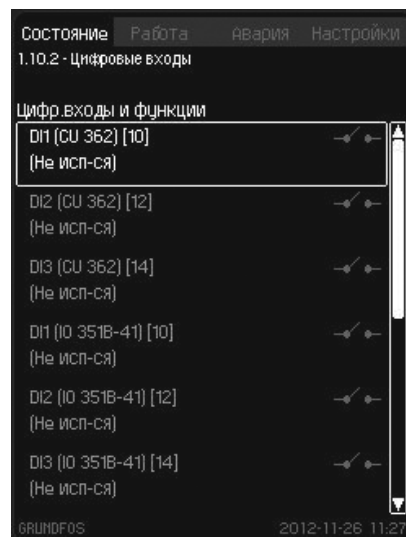 Состояние Работа Авария Настройки
1.10.2 - Цифровые входы
Цифр.входы и функции
DI1 (CU 362) [10]
(Не исп-ся)
DI2 (CU 362) [12]
(Не исп-ся)
DI3 (CU 362) [14]
(Не исп-ся)
DI1 (IO 351B-41) [10]
(Не исп-ся)
DI2 (IO 351B-41) [12]
(Не исп-ся)
DI3 (IO 351B-41) [14]
(Не исп-ся)
GRUNDFOS 2012-11-26 11:27